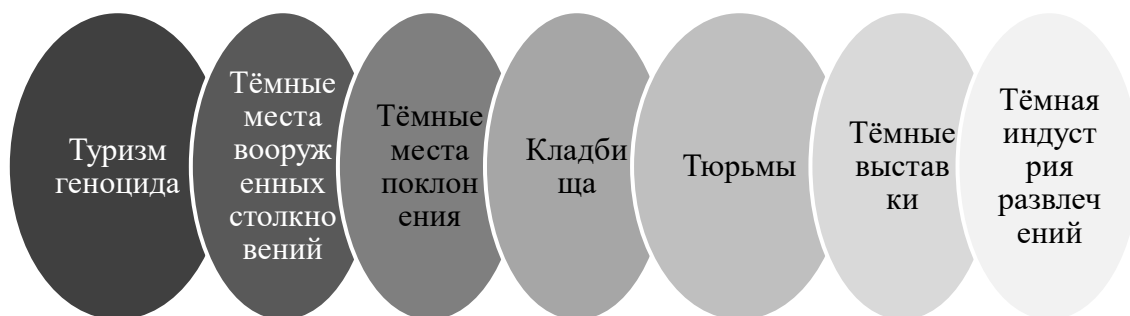 Туризм
геноцида
Тёмные
места
вооруж
енных
столкно
вений
Тёмные
места
поклон
ения
Кладби
ща
Тюрьмы
Тёмные
выстав
ки
Тёмная
индуст
рия
развлеч
ений